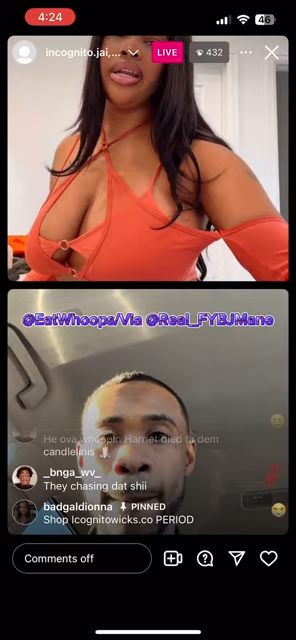 4:24
46
incognito.jai,...
LIVE
432
@EatWhoops/Via @Real_FYBJMane
He ova whoopin Harriet died fa dem
candlelinis
_bnga_wv_
They chasing dat shii
badgaldionna PINNED
Shop Icognitowicks.co PERIOD
Comments off